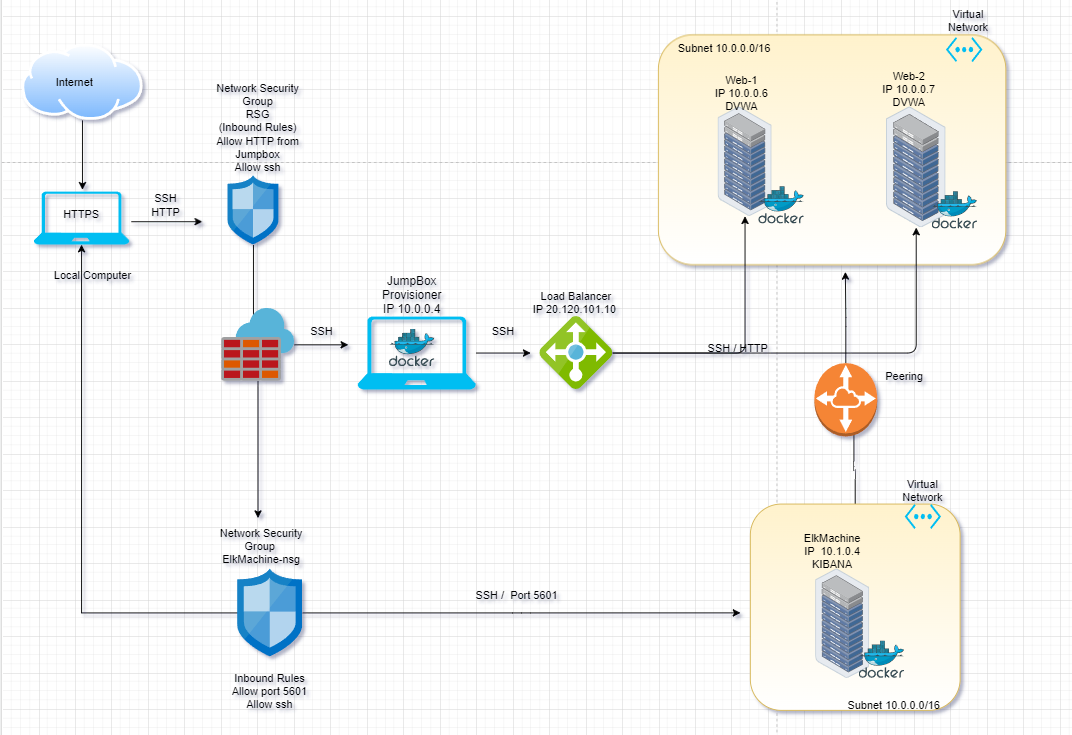 Internet
HTTPS
Local Computer
SSH
HTTP
Network Security
Group
RSG
(Inbound Rules)
Allow HTTP from
Jumpbox
Allow ssh
SSH
JumpBox
Provisioner
IP 10.0.0.4
docker
SSH
Load Balancer
IP 20.120.101.10
SSH / HTTP
Virtual
Network
Subnet 10.0.0.0/16
Web-1
IP 10.0.0.6
DVWA
docker
Web-2
IP 10.0.0.7
DVWA
docker
Peering
Network Security
Group
ElkMachine-nsg
Inbound Rules
Allow port 5601
Allow ssh
SSH / Port 5601
Virtual
Network
ElkMachine
IP 10.1.0.4
KIBANA
docker
Subnet 10.0.0.0/16